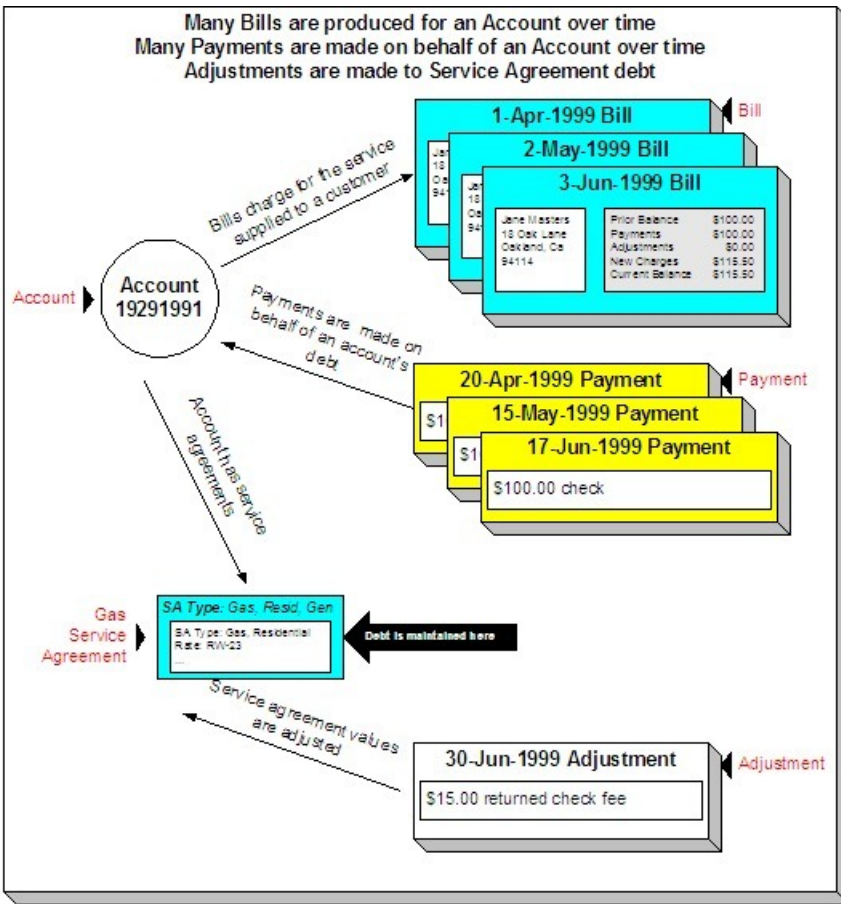 Many Bills are produced for an Account over time
Many Payments are made on behalf of an Account over time
Adjustments are made to Service Agreement debt
1-Apr-1999 Bill
Bill
2-May-1999 Bill
3-Jun-1999 Bill
Jane Masters
18 Oak Lane
Oakland, Ca
94114
Prior Balance $100.00
Payments $100.00
Adjustments $0.00
New Charges $115.50
Current Balance $115.50
Bills charge for the service
supplied to a customer
Account
Account
19291991
Payments are made on
behalf of an account's
debt
20-Apr-1999 Payment
Payment
15-May-1999 Payment
17-Jun-1999 Payment
$100.00 check
Account has service
agreements
Gas
Service
Agreement
SA Type: Gas, Resid, Gen
SA Type: Gas, Residential
Rate: RW-23
...
Debt is maintained here
Service agreement values
are adjusted
30-Jun-1999 Adjustment
Adjustment
$15.00 returned check fee